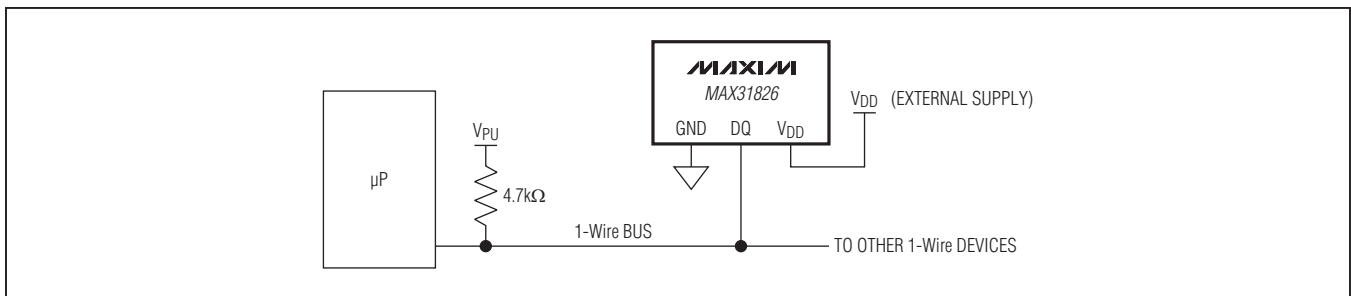 MAXIM
MAX31826
VDD (EXTERNAL SUPPLY)
GND DQ VDD
VPU
µP
4.7kΩ
1-Wire BUS
TO OTHER 1-Wire DEVICES